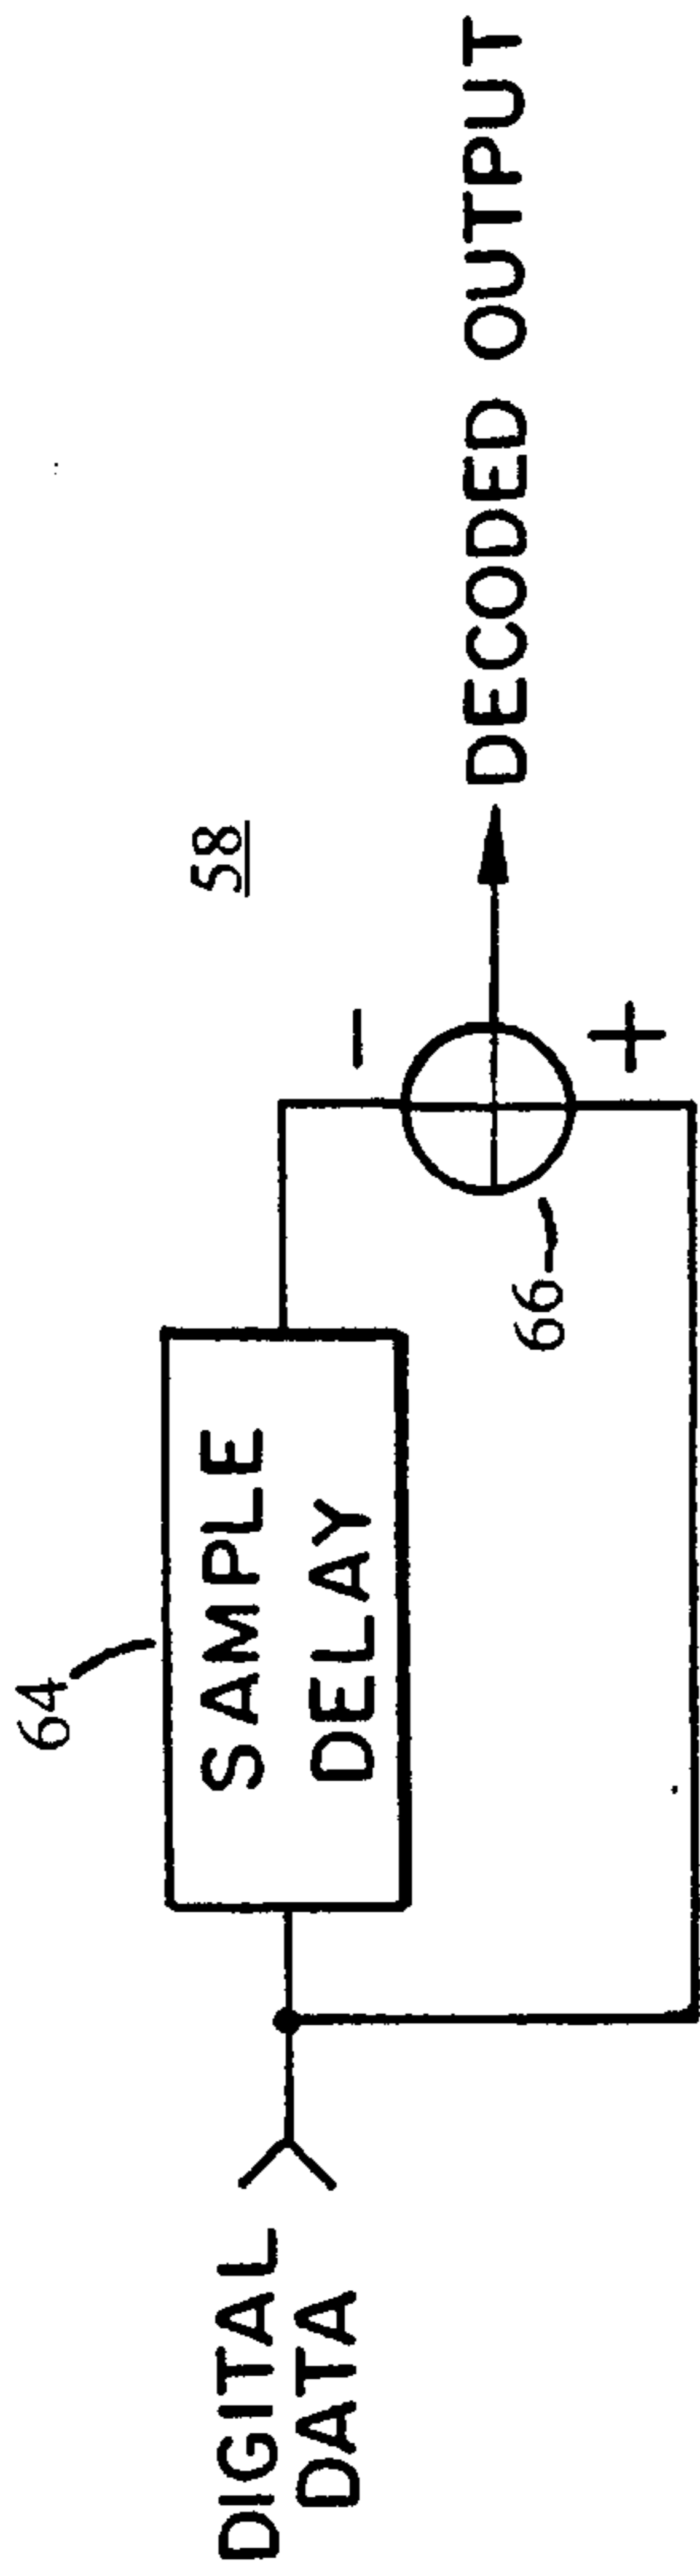 64
SAMPLE
DELAY
58
DIGITAL
DATA
-
+
66
DECODED OUTPUT